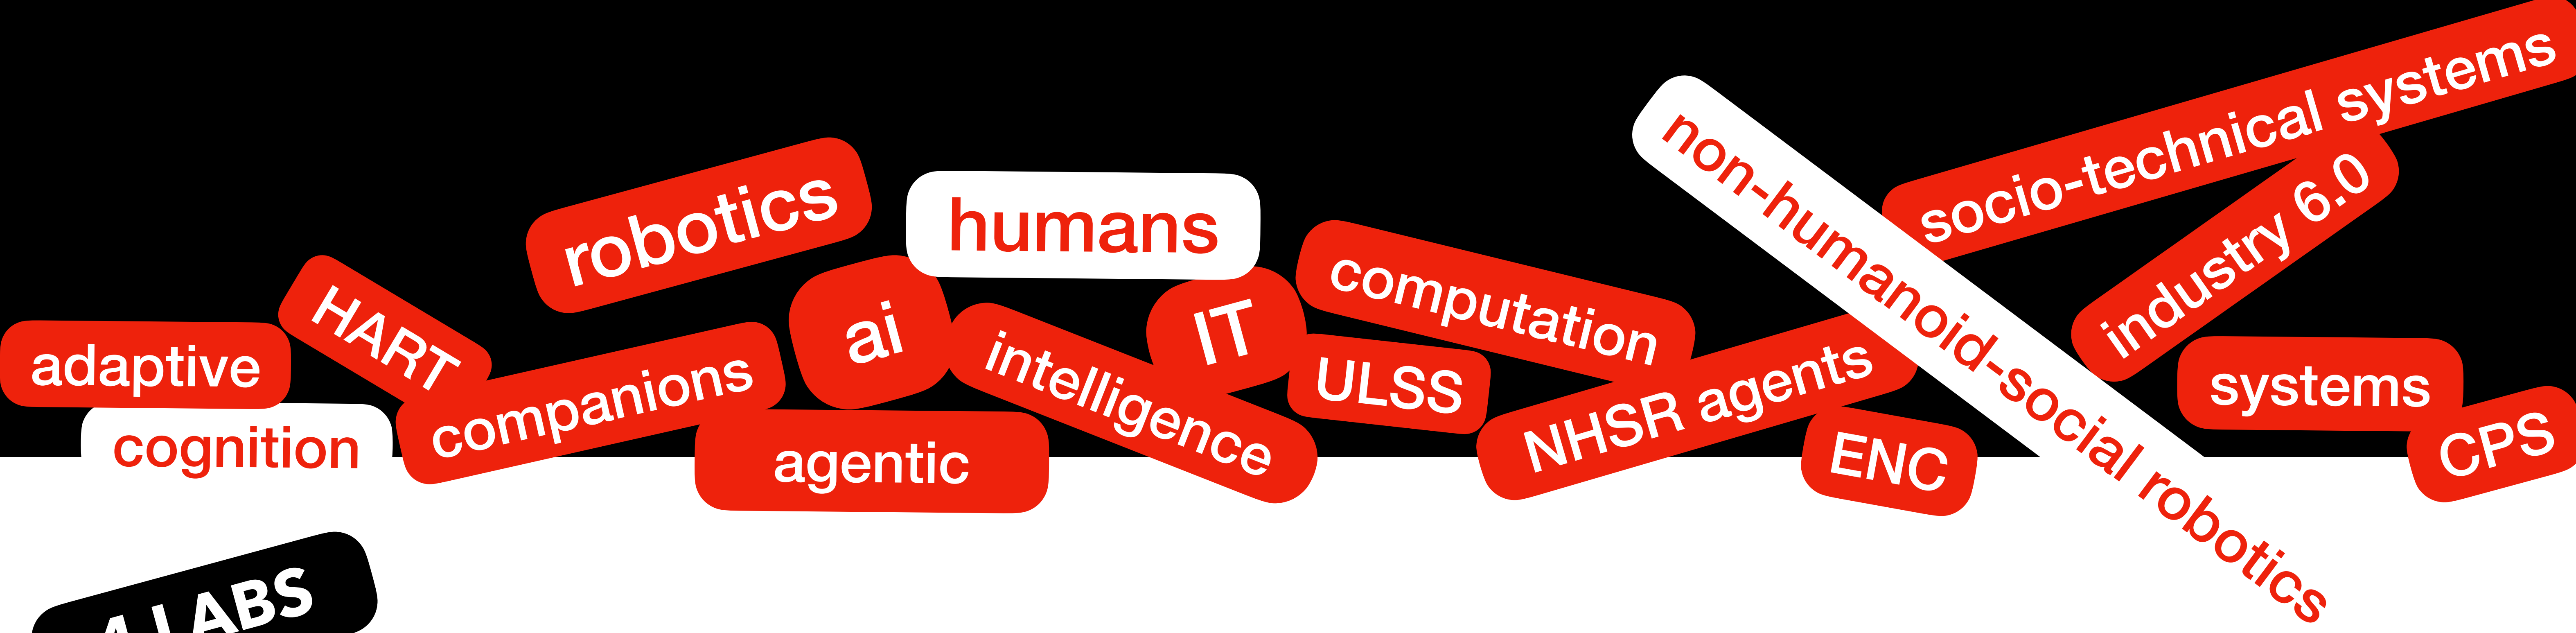 adaptive
cognition
HART
companions
robotics
agentic
ai
humans
intelligence
IT
ULSS
computation
NHSR agents
ENC
non-humanoid-social robotics
socio-technical systems
industry 6.0
systems
CPS
LABS